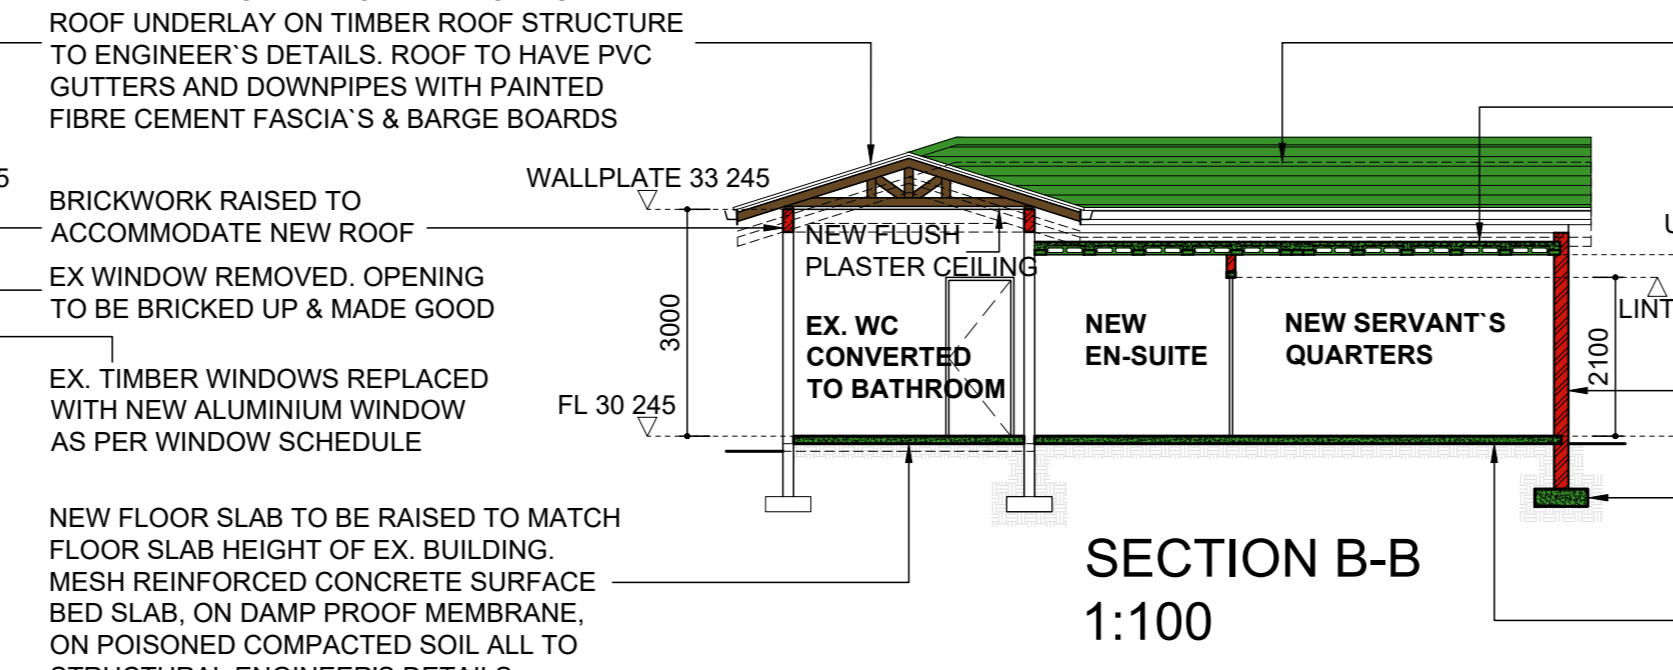 ROOF UNDERLAY ON TIMBER ROOF STRUCTURE
TO ENGINEER`S DETAILS. ROOF TO HAVE PVC
GUTTERS AND DOWNPIPES WITH PAINTED
FIBRE CEMENT FASCIA`S & BARGE BOARDS
5
BRICKWORK RAISED TO
ACCOMMODATE NEW ROOF
EX WINDOW REMOVED. OPENING
TO BE BRICKED UP & MADE GOOD
EX. TIMBER WINDOWS REPLACED
WITH NEW ALUMINIUM WINDOW
AS PER WINDOW SCHEDULE
NEW FLOOR SLAB TO BE RAISED TO MATCH
FLOOR SLAB HEIGHT OF EX. BUILDING.
MESH REINFORCED CONCRETE SURFACE
BED SLAB, ON DAMP PROOF MEMBRANE,
ON POISONED COMPACTED SOIL ALL TO
STRUCTURAL ENGINEER'S DETAILS
WALLPLATE 33 245
3000
FL 30 245
NEW FLUSH
PLASTER CEILING
EX. WC
CONVERTED
TO BATHROOM
NEW
EN-SUITE
NEW SERVANT`S
QUARTERS
2100
U
LINT
SECTION B-B
1:100